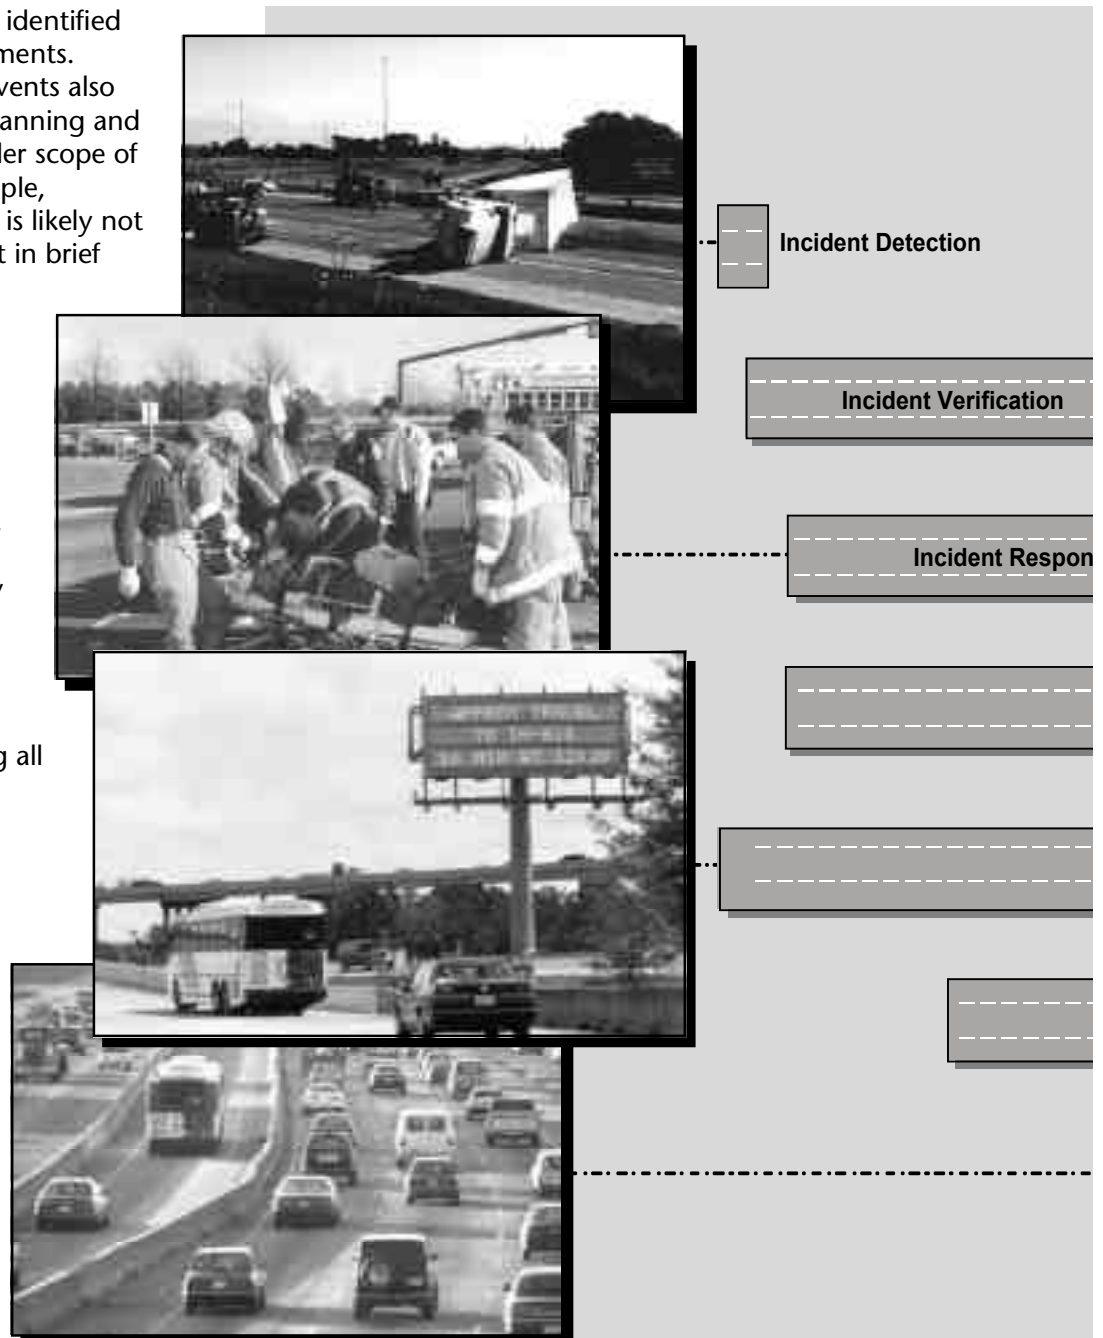 identified
ments.
vents also
anning and
ler scope of
ple,
is likely not
t in brief
g all
Incident Detection
Incident Verification
Incident Respon